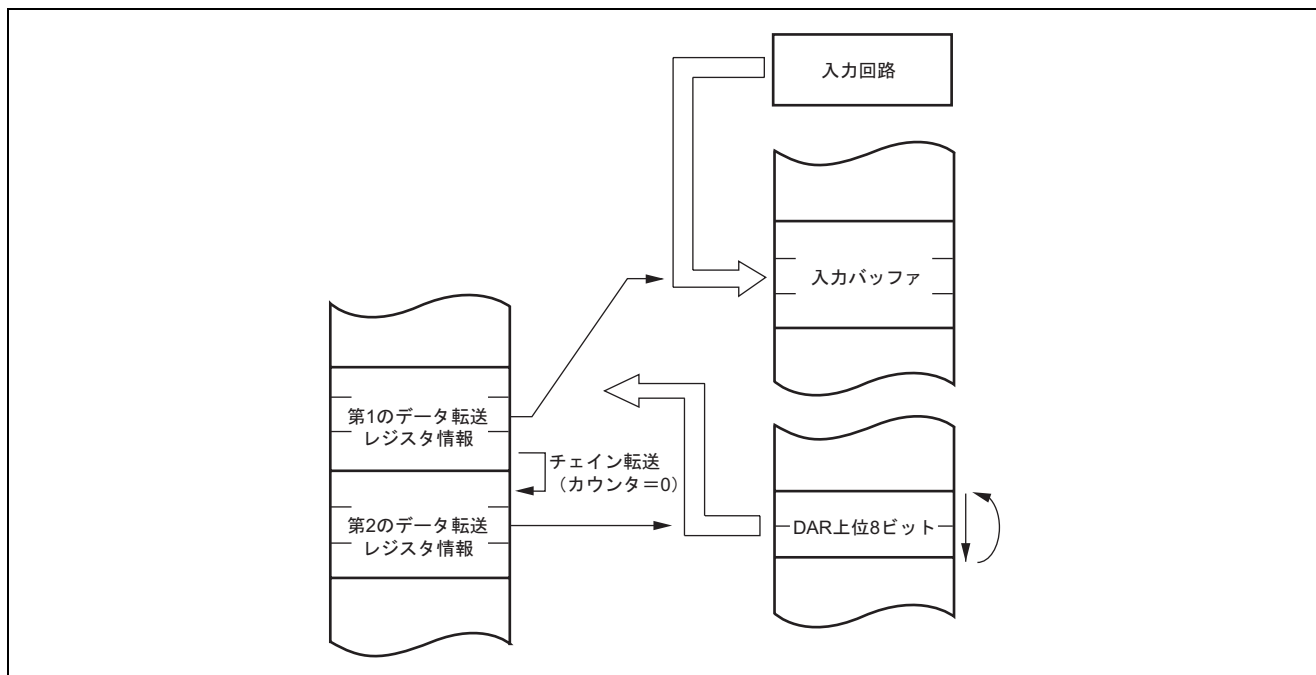 入力回路
入力バッファ
第1のデータ転送
レジスタ情報
チェイン転送
（カウンタ＝0）
第2のデータ転送
レジスタ情報
DAR上位8ビット